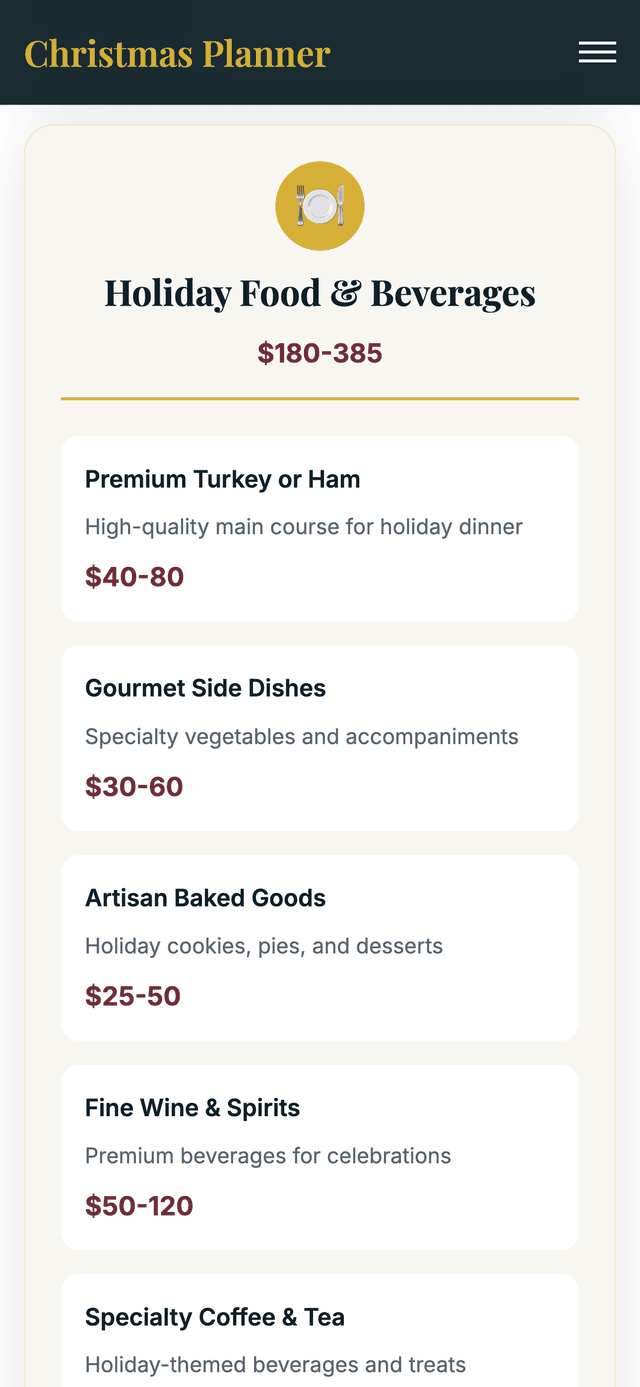 Christmas Planner
Holiday Food & Beverages
$180-385
Premium Turkey or Ham
High-quality main course for holiday dinner
$40-80
Gourmet Side Dishes
Specialty vegetables and accompaniments
$30-60
Artisan Baked Goods
Holiday cookies, pies, and desserts
$25-50
Fine Wine & Spirits
Premium beverages for celebrations
$50-120
Specialty Coffee & Tea
Holiday-themed beverages and treats